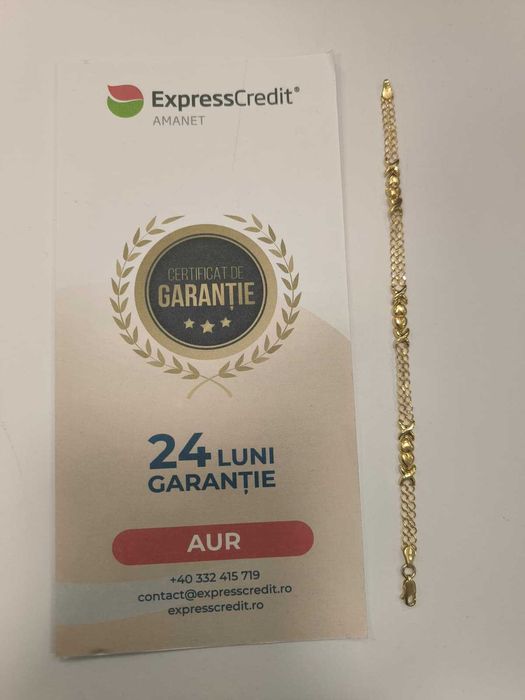 ExpressCredit®
AMANET
CERTIFICAT DE
GARANȚIE
24 LUNI
GARANȚIE
AUR
+40 332 415 719
contact@expresscredit.ro
expresscredit.ro